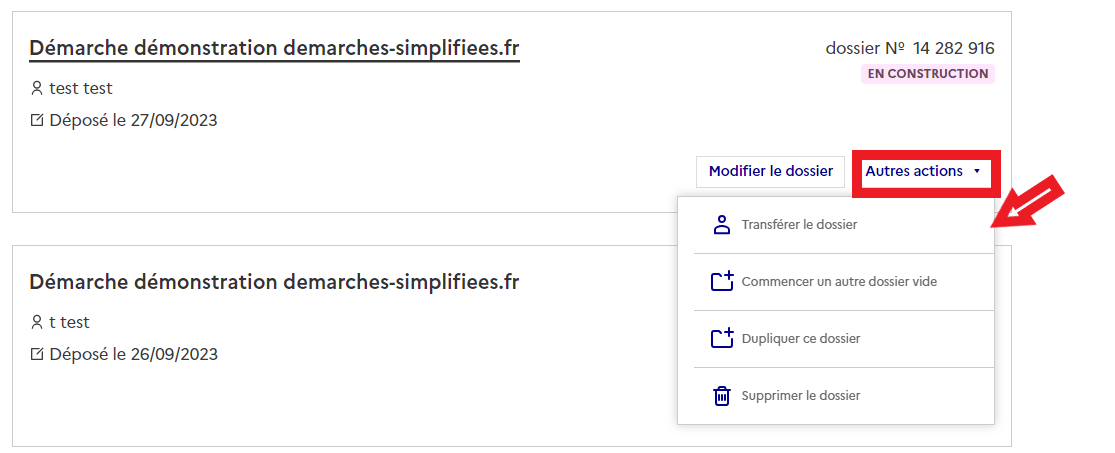 Démarche démonstration demarches-simplifiees.fr
dossier Nº 14 282 916
EN CONSTRUCTION
test test
Déposé le 27/09/2023
Modifier le dossier
Autres actions
Transférer le dossier
Commencer un autre dossier vide
Dupliquer ce dossier
Supprimer le dossier
Démarche démonstration demarches-simplifiees.fr
t test
Déposé le 26/09/2023